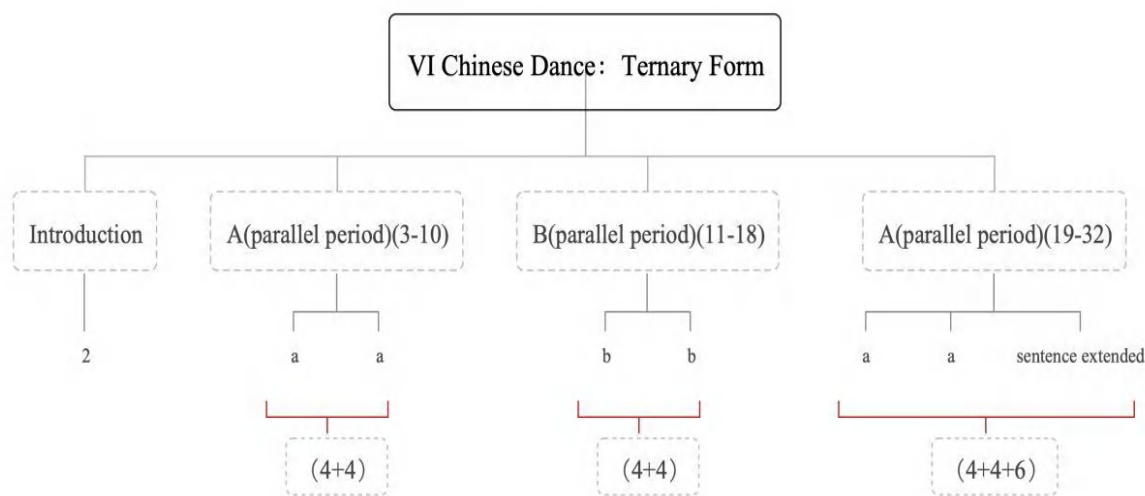 VI Chinese Dance：Ternary Form
Introduction
A(parallel period)(3-10)
B(parallel period)(11-18)
A(parallel period)(19-32)
2
a
a
b
b
a
a
sentence extended
（4+4）
（4+4）
（4+4+6）